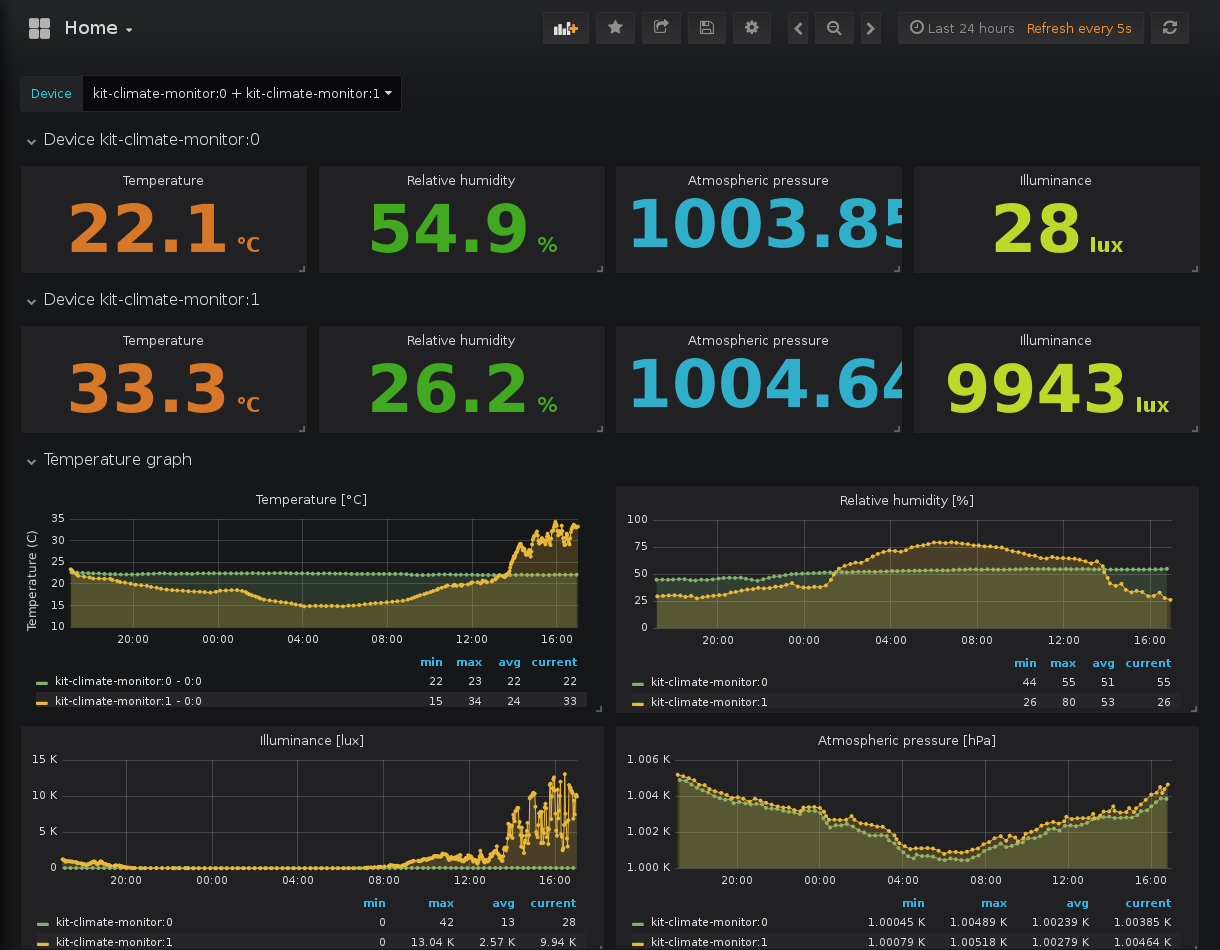 Home
Last 24 hours Refresh every 5s
Device kit-climate-monitor:0 + kit-climate-monitor:1
Device kit-climate-monitor:0
Temperature Relative humidity Atmospheric pressure Illuminance
22.1 °C 54.9 % 1003.85 28 lux
Device kit-climate-monitor:1
Temperature Relative humidity Atmospheric pressure Illuminance
33.3 °C 26.2 % 1004.64 9943 lux
Temperature graph
Temperature [°C]
Temperature (C)
35
30
25
20
15
10
20:00 00:00 04:00 08:00 12:00 16:00
min max avg current
kit-climate-monitor:0 - 0:0 22 23 22 22
kit-climate-monitor:1 - 0:0 15 34 24 33
Relative humidity [%]
100
75
50
25
0
20:00 00:00 04:00 08:00 12:00 16:00
min max avg current
kit-climate-monitor:0 44 55 51 55
kit-climate-monitor:1 26 80 53 26
Illuminance [lux]
15 K
10 K
5 K
0
20:00 00:00 04:00 08:00 12:00 16:00
min max avg current
kit-climate-monitor:0 0 42 13 28
kit-climate-monitor:1 0 13.04 K 2.57 K 9.94 K
Atmospheric pressure [hPa]
1.006 K
1.004 K
1.002 K
1.000 K
20:00 00:00 04:00 08:00 12:00 16:00
min max avg current
kit-climate-monitor:0 1.00045 K 1.00489 K 1.00239 K 1.00385 K
kit-climate-monitor:1 1.00079 K 1.00518 K 1.00279 K 1.00464 K